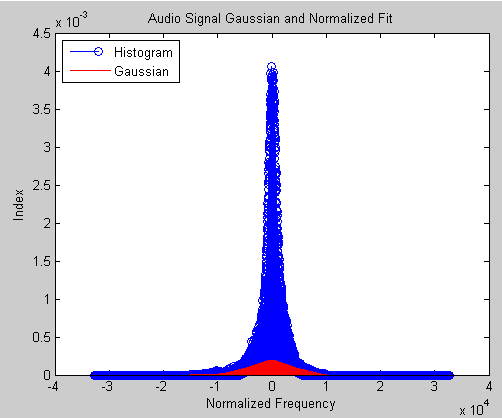 Audio Signal Gaussian and Normalized Fit
x 10^-3
Histogram
Gaussian
4.5
4
3.5
3
2.5
2
1.5
1
0.5
0
Index
-4 -3 -2 -1 0 1 2 3 4
Normalized Frequency
x 10^4